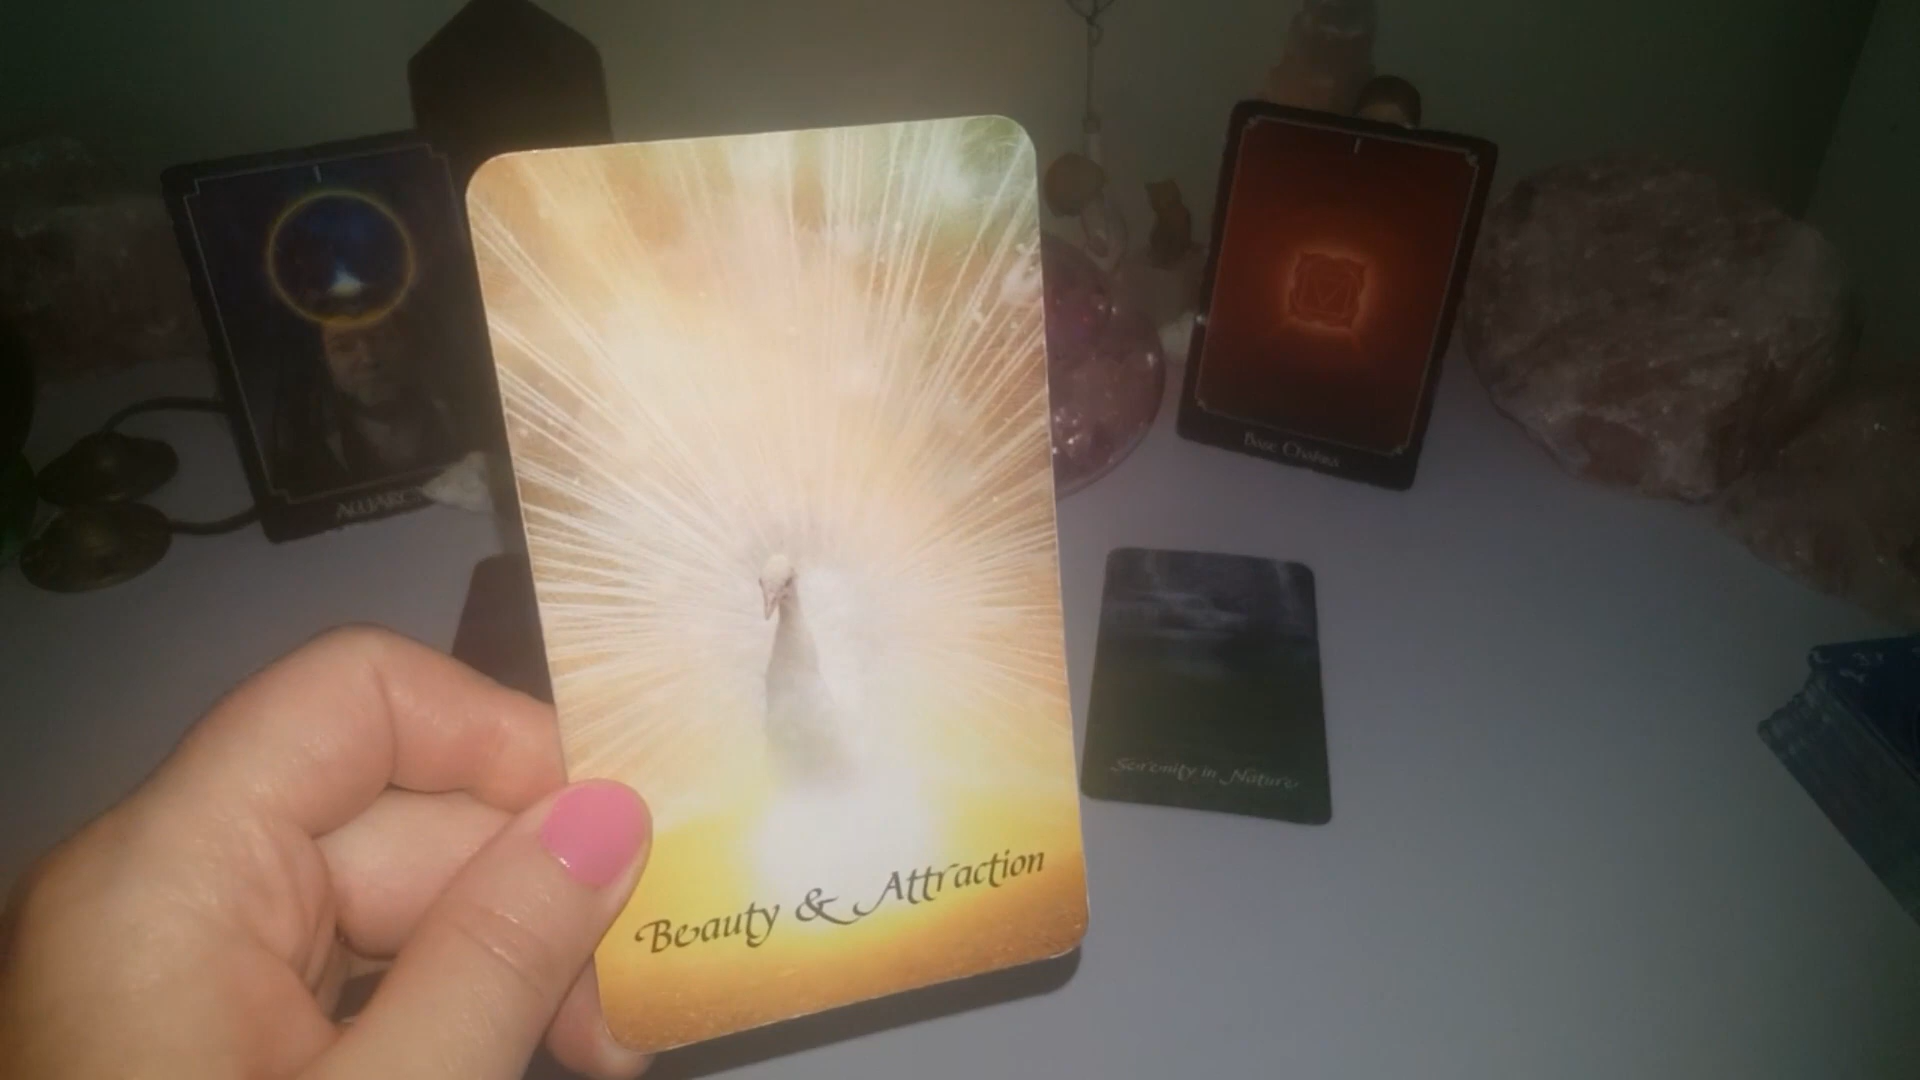 Base Chakra
Serenity in Nature
Beauty & Attraction